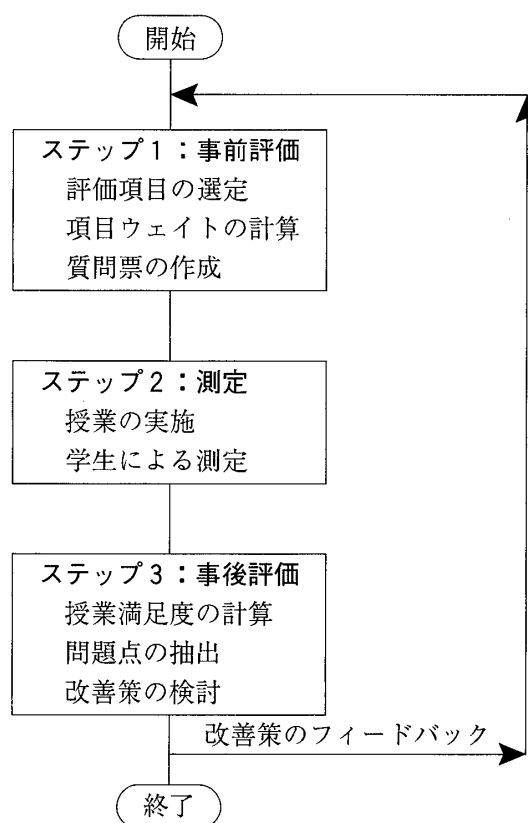 開始
ステップ1：事前評価
評価項目の選定
項目ウェイトの計算
質問票の作成
ステップ2：測定
授業の実施
学生による測定
ステップ3：事後評価
授業満足度の計算
問題点の抽出
改善策の検討
改善策のフィードバック
終了